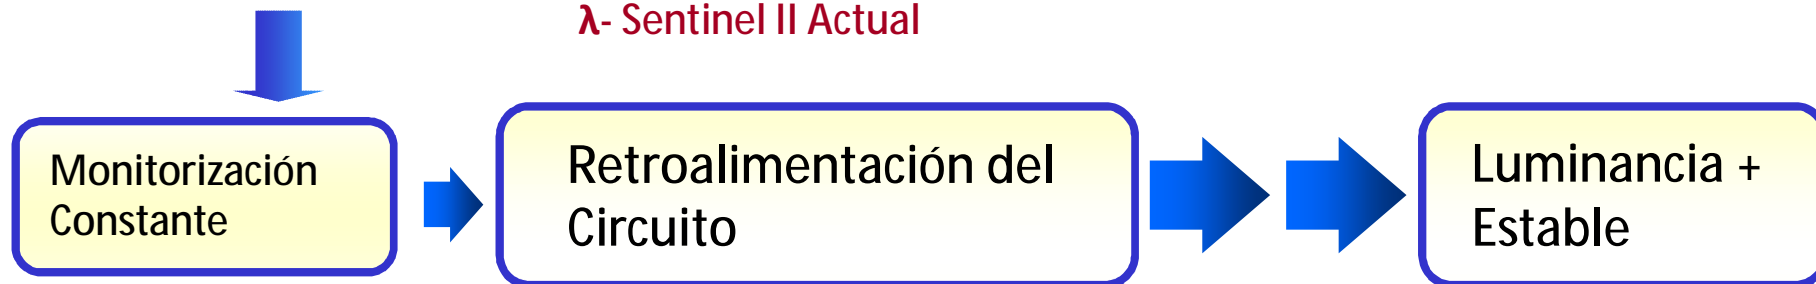 λ- Sentinel II Actual
Monitorización
Constante
Retroalimentación del
Circuito
Luminancia +
Estable